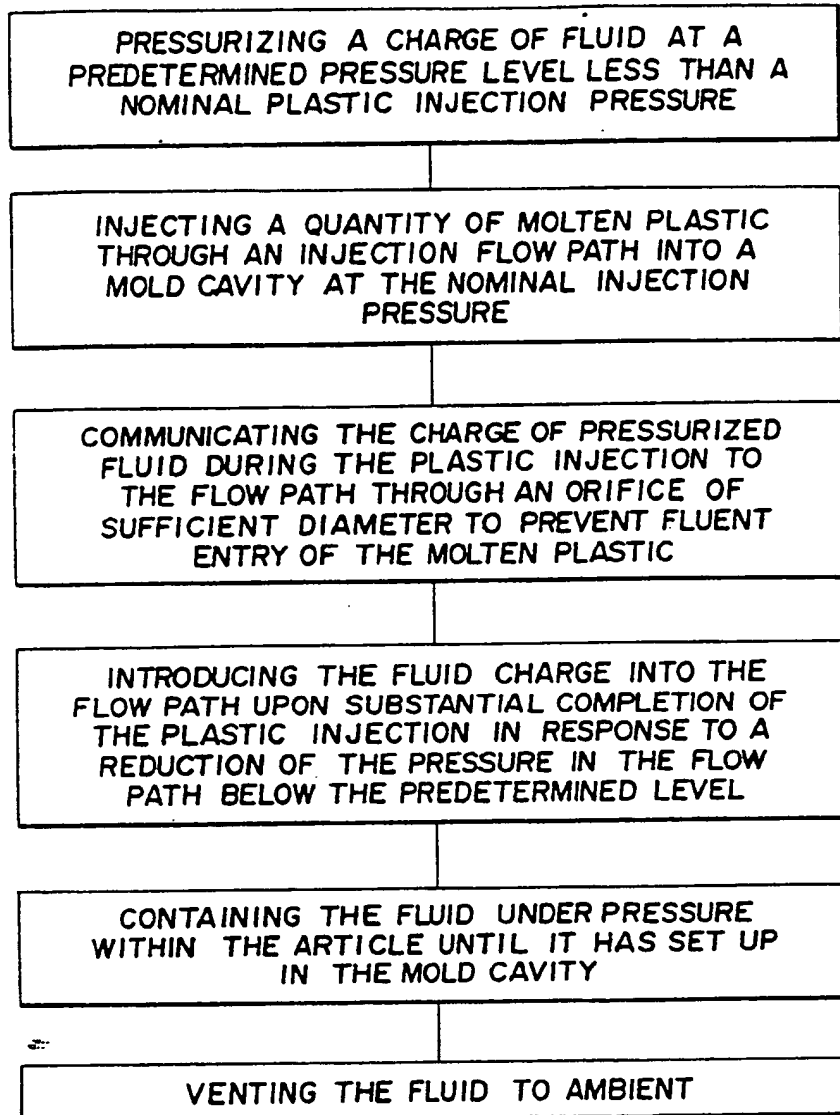 PRESSURIZING A CHARGE OF FLUID AT A
PREDETERMINED PRESSURE LEVEL LESS THAN A
NOMINAL PLASTIC INJECTION PRESSURE
INJECTING A QUANTITY OF MOLTEN PLASTIC
THROUGH AN INJECTION FLOW PATH INTO A
MOLD CAVITY AT THE NOMINAL INJECTION
PRESSURE
COMMUNICATING THE CHARGE OF PRESSURIZED
FLUID DURING THE PLASTIC INJECTION TO
THE FLOW PATH THROUGH AN ORIFICE OF
SUFFICIENT DIAMETER TO PREVENT FLUENT
ENTRY OF THE MOLTEN PLASTIC
INTRODUCING THE FLUID CHARGE INTO THE
FLOW PATH UPON SUBSTANTIAL COMPLETION OF
THE PLASTIC INJECTION IN RESPONSE TO A
REDUCTION OF THE PRESSURE IN THE FLOW
PATH BELOW THE PREDETERMINED LEVEL
CONTAINING THE FLUID UNDER PRESSURE
WITHIN THE ARTICLE UNTIL IT HAS SET UP
IN THE MOLD CAVITY
VENTING THE FLUID TO AMBIENT